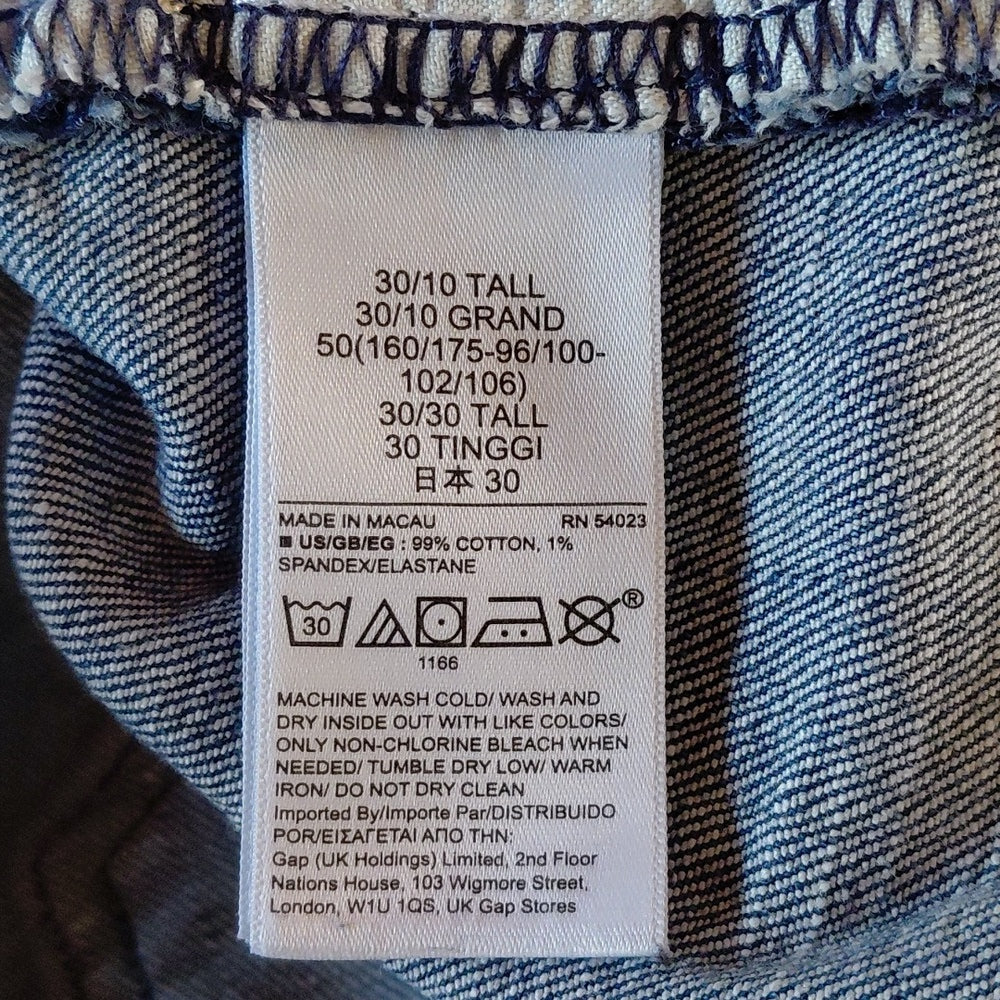 30/10 TALL
30/10 GRAND
50(160/175-96/100-
102/106)
30/30 TALL
30 TINGGI
日本 30
MADE IN MACAU RN 54023
■ US/GB/EG : 99% COTTON, 1%
SPANDEX/ELASTANE
30 ®
1166
MACHINE WASH COLD/ WASH AND
DRY INSIDE OUT WITH LIKE COLORS/
ONLY NON-CHLORINE BLEACH WHEN
NEEDED/ TUMBLE DRY LOW/ WARM
IRON/ DO NOT DRY CLEAN
Imported By/Importe Par/DISTRIBUIDO
POR/ΕΙΣΑΓΕΤΑΙ ΑΠΟ ΤΗΝ:
Gap (UK Holdings) Limited, 2nd Floor
Nations House, 103 Wigmore Street,
London, W1U 1QS, UK Gap Stores